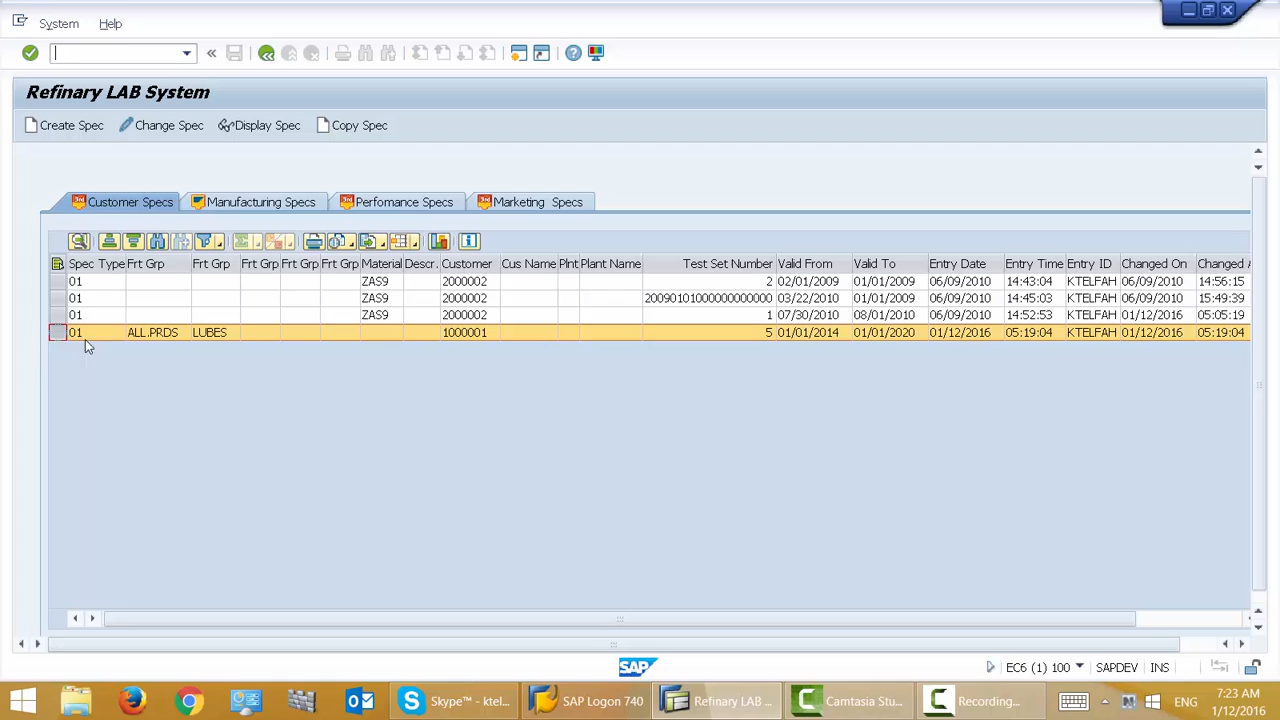 System Help
Refinary LAB System
Create Spec Change Spec Display Spec Copy Spec
Customer Specs Manufacturing Specs Perfomance Specs Marketing Specs
Spec Type Frt Grp Frt Grp Frt Grp Frt Grp Frt Grp Material Descr.. Customer Cus Name Plnt Plant Name Test Set Number Valid From Valid To Entry Date Entry Time Entry ID Changed On Changed A
01 ZAS9 2000002 2 02/01/2009 01/01/2009 06/09/2010 14:43:04 KTELFAH 06/09/2010 14:56:15
01 ZAS9 2000002 20090101000000000000 03/22/2010 01/01/2009 06/09/2010 14:45:03 KTELFAH 06/09/2010 15:49:39
01 ZAS9 2000002 1 07/30/2010 08/01/2010 06/09/2010 14:52:53 KTELFAH 01/12/2016 05:05:19
01 ALL.PRDS LUBES 1000001 5 01/01/2014 01/01/2020 01/12/2016 05:19:04 KTELFAH 01/12/2016 05:19:04
SAP EC6 (1) 100 SAPDEV INS
Skype™ - ktel... SAP Logon 740 Refinary LAB ... Camtasia Stu... Recording... ENG 7:23 AM
1/12/2016